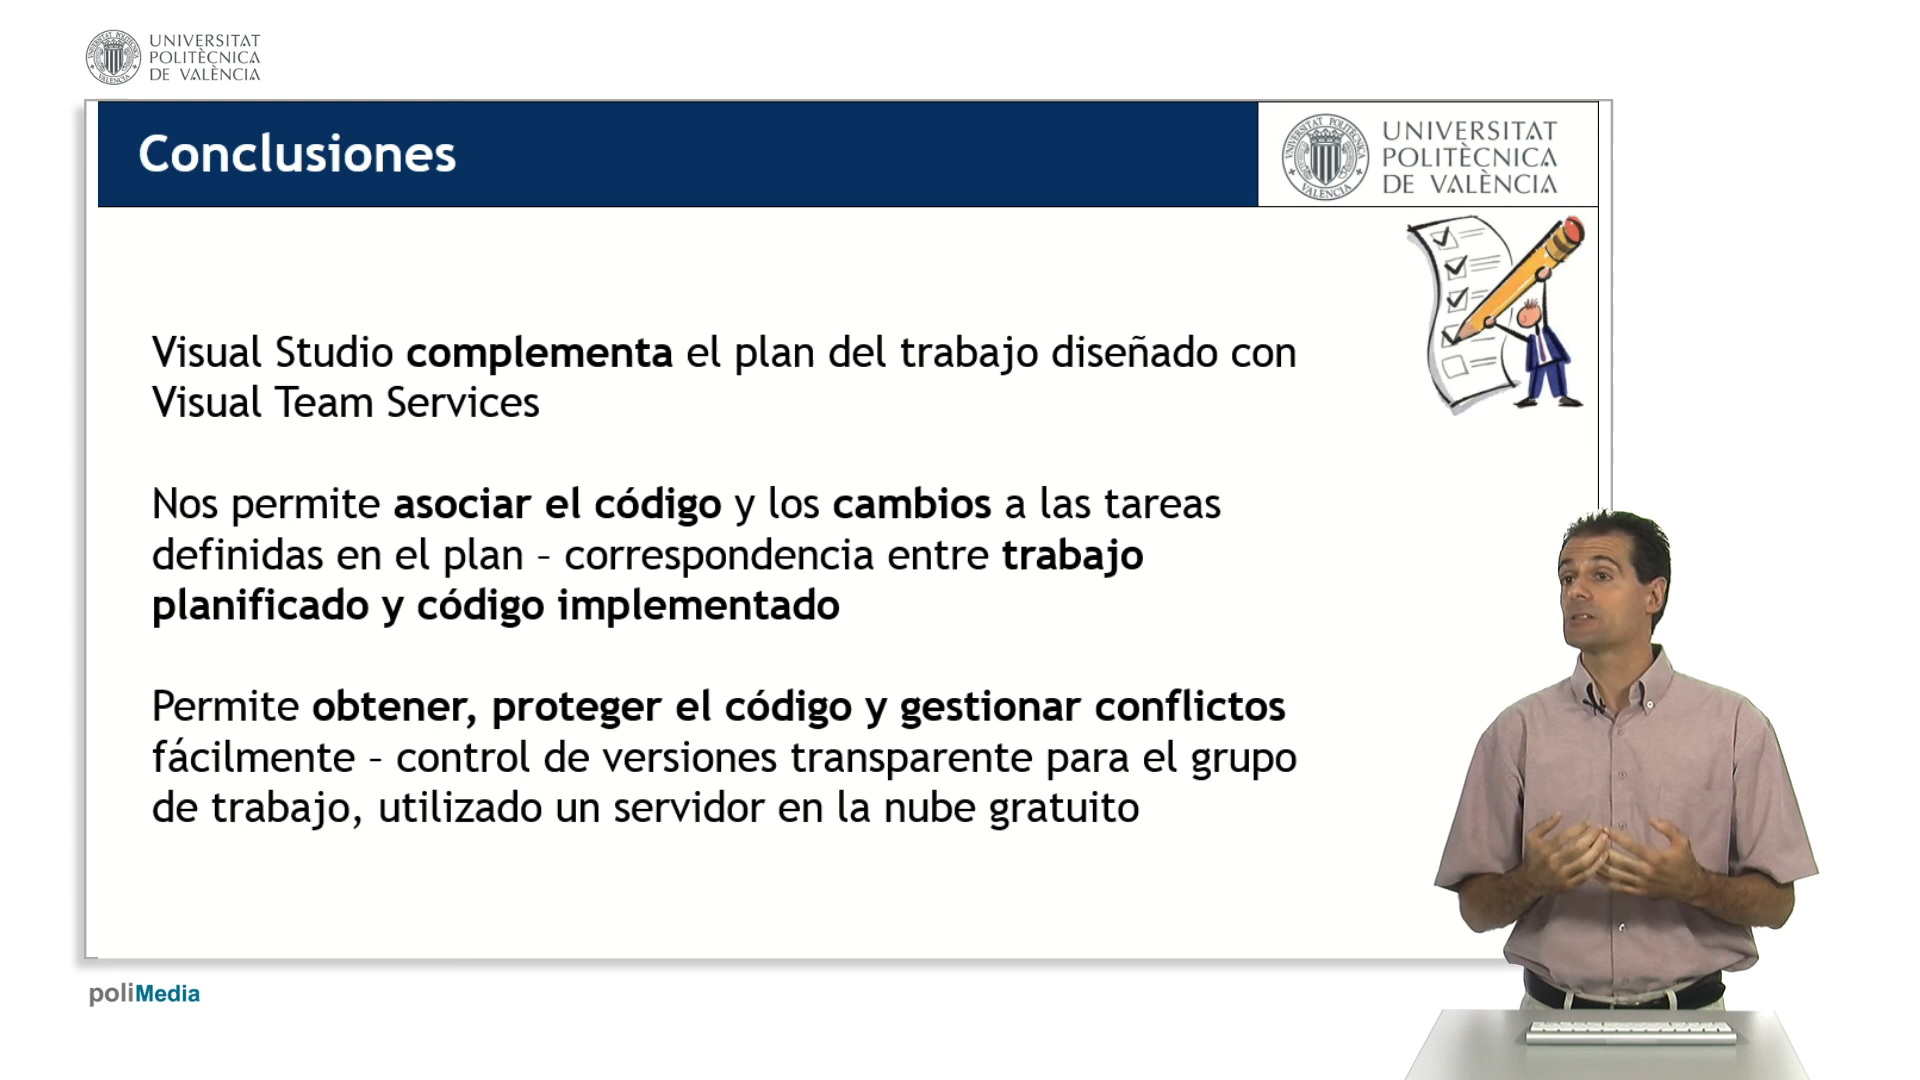 UNIVERSITAT
POLITÈCNICA
DE VALÈNCIA
Conclusiones
UNIVERSITAT
POLITÈCNICA
DE VALÈNCIA
Visual Studio complementa el plan del trabajo diseñado con
Visual Team Services
Nos permite asociar el código y los cambios a las tareas
definidas en el plan – correspondencia entre trabajo
planificado y código implementado
Permite obtener, proteger el código y gestionar conflictos
fácilmente – control de versiones transparente para el grupo
de trabajo, utilizado un servidor en la nube gratuito
poliMedia